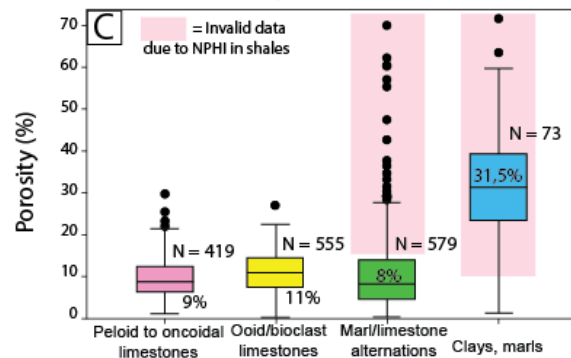 C
= Invalid data
due to NPHI in shales
Porosity (%)
70
60
50
40
30
20
10
0
N = 419
9%
N = 555
11%
N = 579
8%
N = 73
31,5%
Peloid to oncoidal
limestones
Ooid/bioclast
limestones
Marl/limestone
alternations
Clays, marls